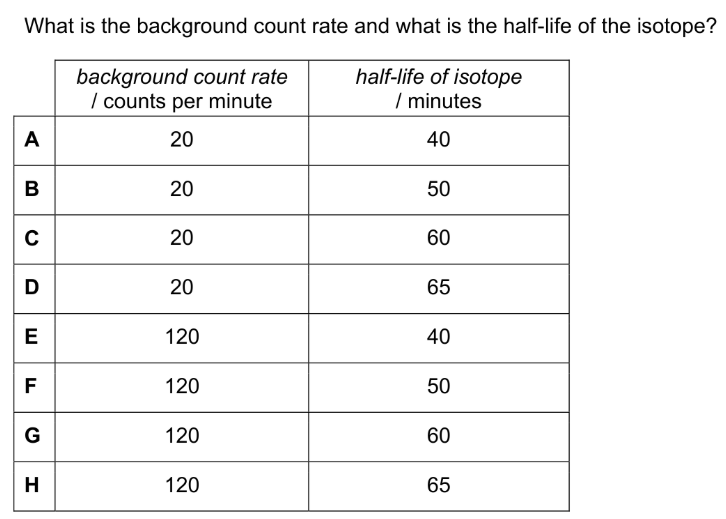 What is the background count rate and what is the half-life of the isotope?
background count rate / counts per minute half-life of isotope / minutes
A 20 40
B 20 50
C 20 60
D 20 65
E 120 40
F 120 50
G 120 60
H 120 65